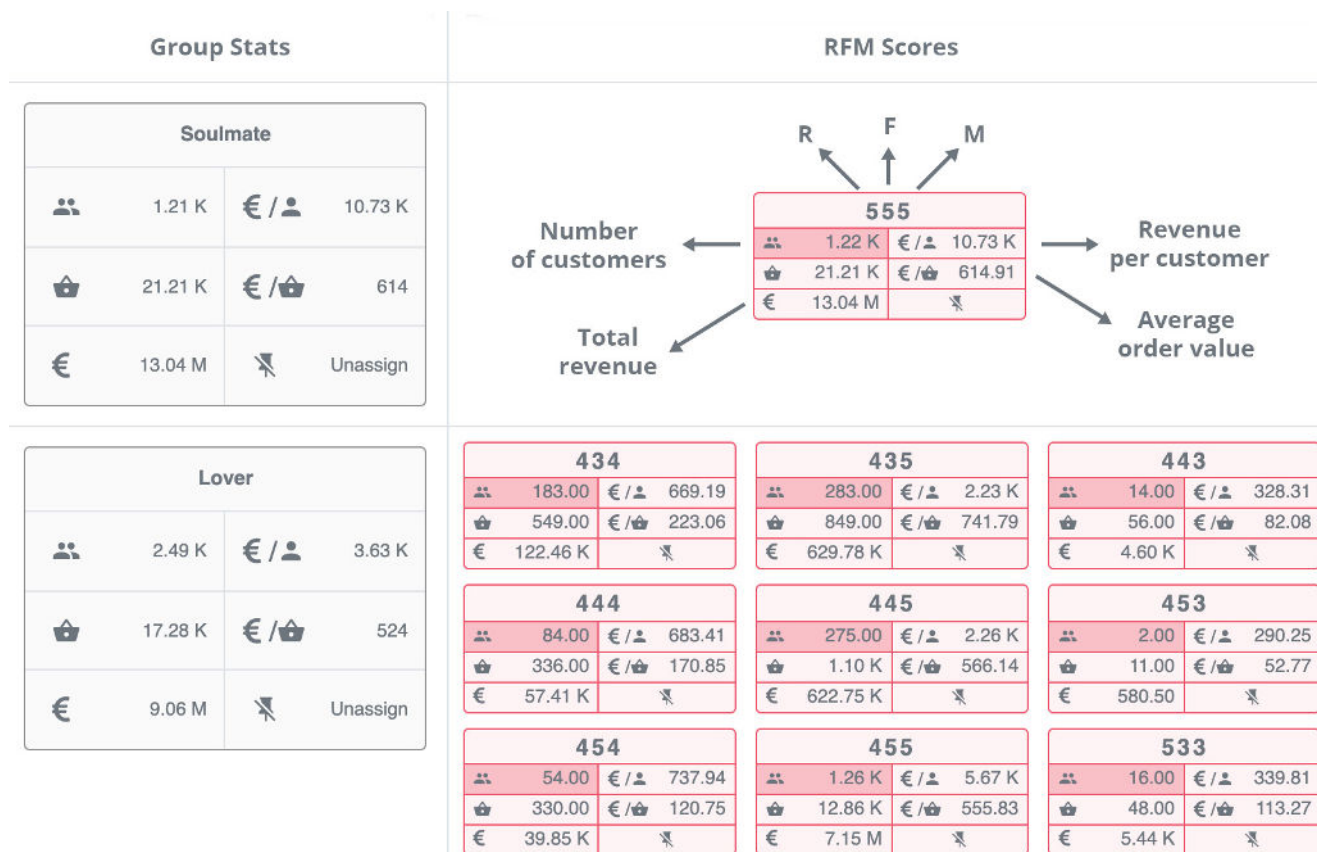 Group Stats
RFM Scores
Soulmate
1.21 K €/ 10.73 K
21.21 K €/ 614
€ 13.04 M Unassign
R F M
555
1.22 K €/ 10.73 K
21.21 K €/ 614.91
€ 13.04 M
Number
of customers
Revenue
per customer
Total
revenue
Average
order value
Lover
2.49 K €/ 3.63 K
17.28 K €/ 524
€ 9.06 M Unassign
434
183.00 €/ 669.19
549.00 €/ 223.06
€ 122.46 K
435
283.00 €/ 2.23 K
849.00 €/ 741.79
€ 629.78 K
443
14.00 €/ 328.31
56.00 €/ 82.08
€ 4.60 K
444
84.00 €/ 683.41
336.00 €/ 170.85
€ 57.41 K
445
275.00 €/ 2.26 K
1.10 K €/ 566.14
€ 622.75 K
453
2.00 €/ 290.25
11.00 €/ 52.77
€ 580.50
454
54.00 €/ 737.94
330.00 €/ 120.75
€ 39.85 K
455
1.26 K €/ 5.67 K
12.86 K €/ 555.83
€ 7.15 M
533
16.00 €/ 339.81
48.00 €/ 113.27
€ 5.44 K